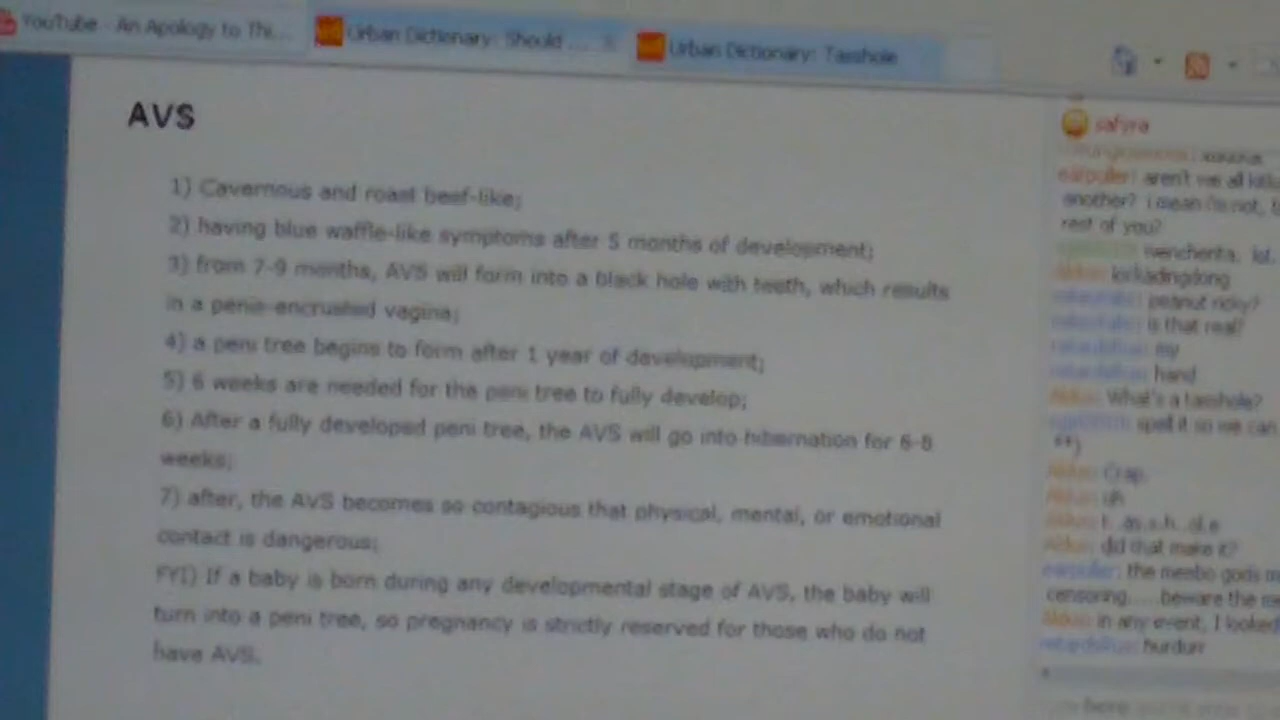 YouTube - An Apology to Thi...
Urban Dictionary: Should ...
Urban Dictionary: Tasshole
AVS
1) Cavernous and roast beef-like;
2) having blue waffle-like symptoms after 5 months of development;
3) from 7-9 months, AVS will form into a black hole with teeth, which results
in a penis-encrusted vagina;
4) a peni tree begins to form after 1 year of development;
5) 6 weeks are needed for the peni tree to fully develop;
6) After a fully developed peni tree, the AVS will go into hibernation for 6-8
weeks;
7) after, the AVS becomes so contagious that physical, mental, or emotional
contact is dangerous;
FYI) If a baby is born during any developmental stage of AVS, the baby will
turn into a peni tree, so pregnancy is strictly reserved for those who do not
have AVS.
safyra
earpuller: aren't we all
another? i mean i'm not,
rest of you?
lol.
lockadingdong
peanut ricky?
is that real?
my
hand
What's a tasshole?
spell it so we can
**)
Crap.
Uh
did that make it?
earpuller: the meebo gods
censoring.....beware the
in any event, I looked
hurdurr
here